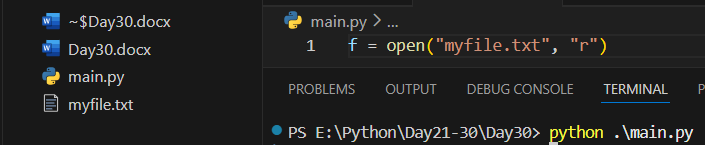 ~$Day30.docx
Day30.docx
main.py
myfile.txt
main.py > ...
1 f = open("myfile.txt", "r")
PROBLEMS OUTPUT DEBUG CONSOLE TERMINAL
PS E:\Python\Day21-30\Day30> python .\main.py